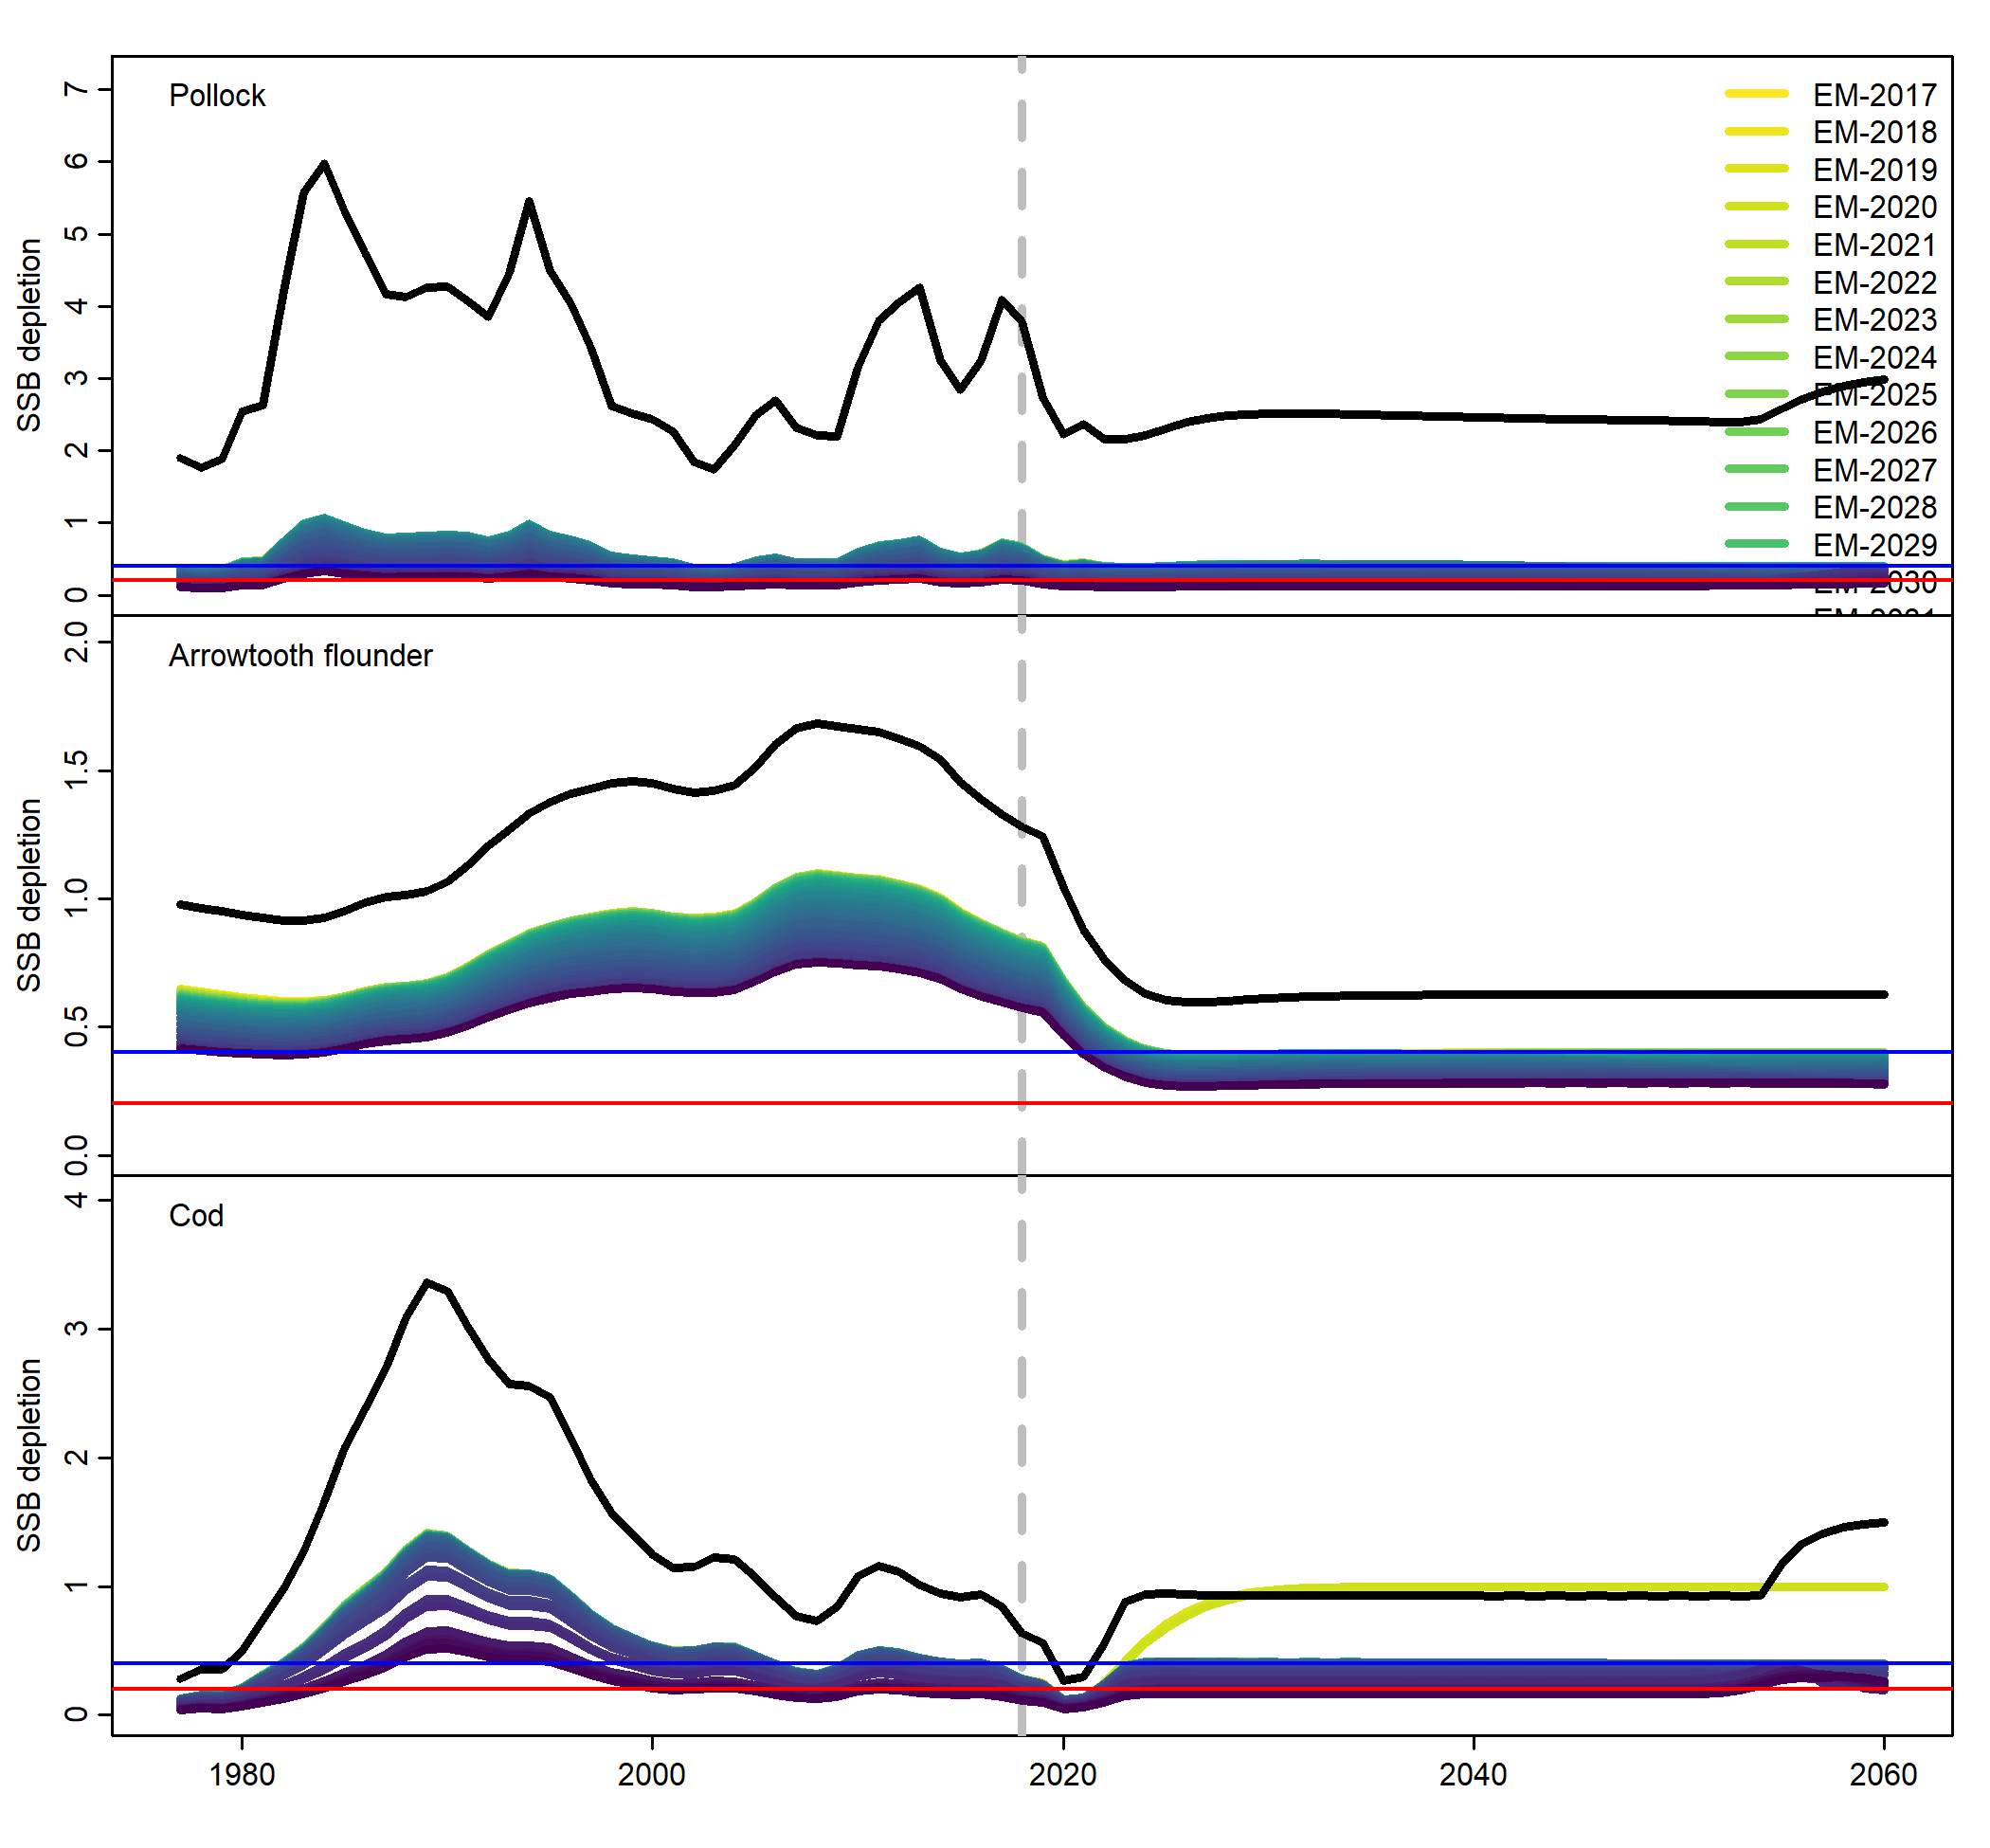 Pollock
SSB depletion
7
6
5
4
3
2
1
0
EM-2017
EM-2018
EM-2019
EM-2020
EM-2021
EM-2022
EM-2023
EM-2024
EM-2025
EM-2026
EM-2027
EM-2028
EM-2029
EM-2030
Arrowtooth flounder
SSB depletion
2.0
1.5
1.0
0.5
0.0
Cod
SSB depletion
4
3
2
1
0
1980 2000 2020 2040 2060